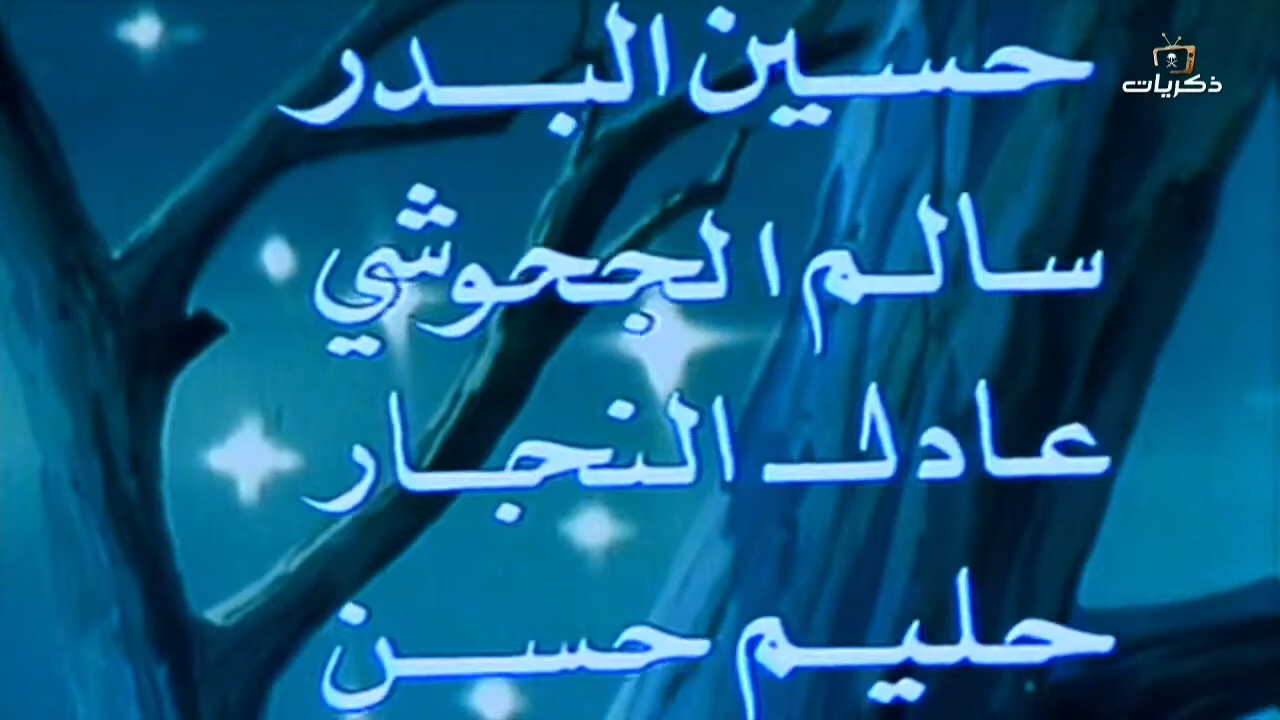 حسين البدر
ذكريات
سالم الجحوشي
عادل النجار
حليم حسن